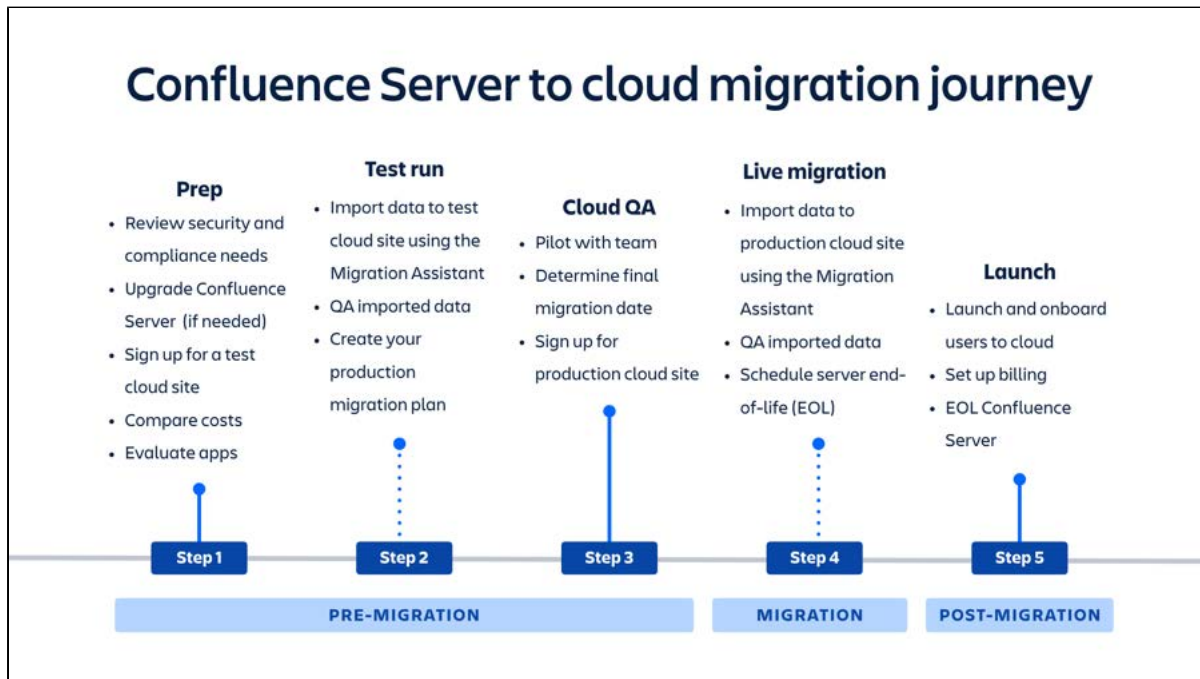 Confluence Server to cloud migration journey
Prep
• Review security and
compliance needs
• Upgrade Confluence
Server (if needed)
• Sign up for a test
cloud site
• Compare costs
• Evaluate apps
Test run
• Import data to test
cloud site using the
Migration Assistant
• QA imported data
• Create your
production
migration plan
Cloud QA
• Pilot with team
• Determine final
migration date
• Sign up for
production cloud site
Live migration
• Import data to
production cloud site
using the Migration
Assistant
• QA imported data
• Schedule server end-
of-life (EOL)
Launch
• Launch and onboard
users to cloud
• Set up billing
• EOL Confluence
Server
Step 1
Step 2
Step 3
Step 4
Step 5
PRE-MIGRATION
MIGRATION
POST-MIGRATION